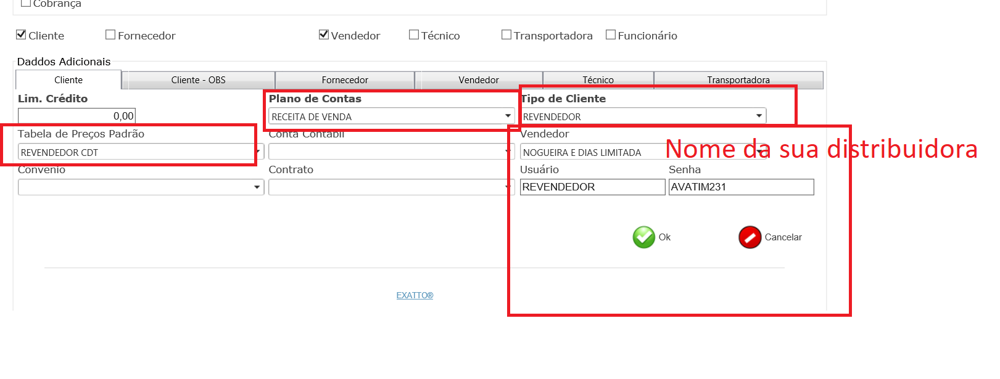 Cobrança
Cliente Fornecedor Vendedor Técnico Transportadora Funcionário
Daddos Adicionais
Cliente Cliente - OBS Fornecedor Vendedor Técnico Transportadora
Lim. Crédito Plano de Contas Tipo de Cliente
0,00 RECEITA DE VENDA REVENDEDOR
Tabela de Preços Padrão Conta Contábil Vendedor
REVENDEDOR CDT NOGUEIRA E DIAS LIMITADA Nome da sua distribuidora
Convenio Contrato Usuário Senha
REVENDEDOR AVATIM231
Ok Cancelar
EXATTO®